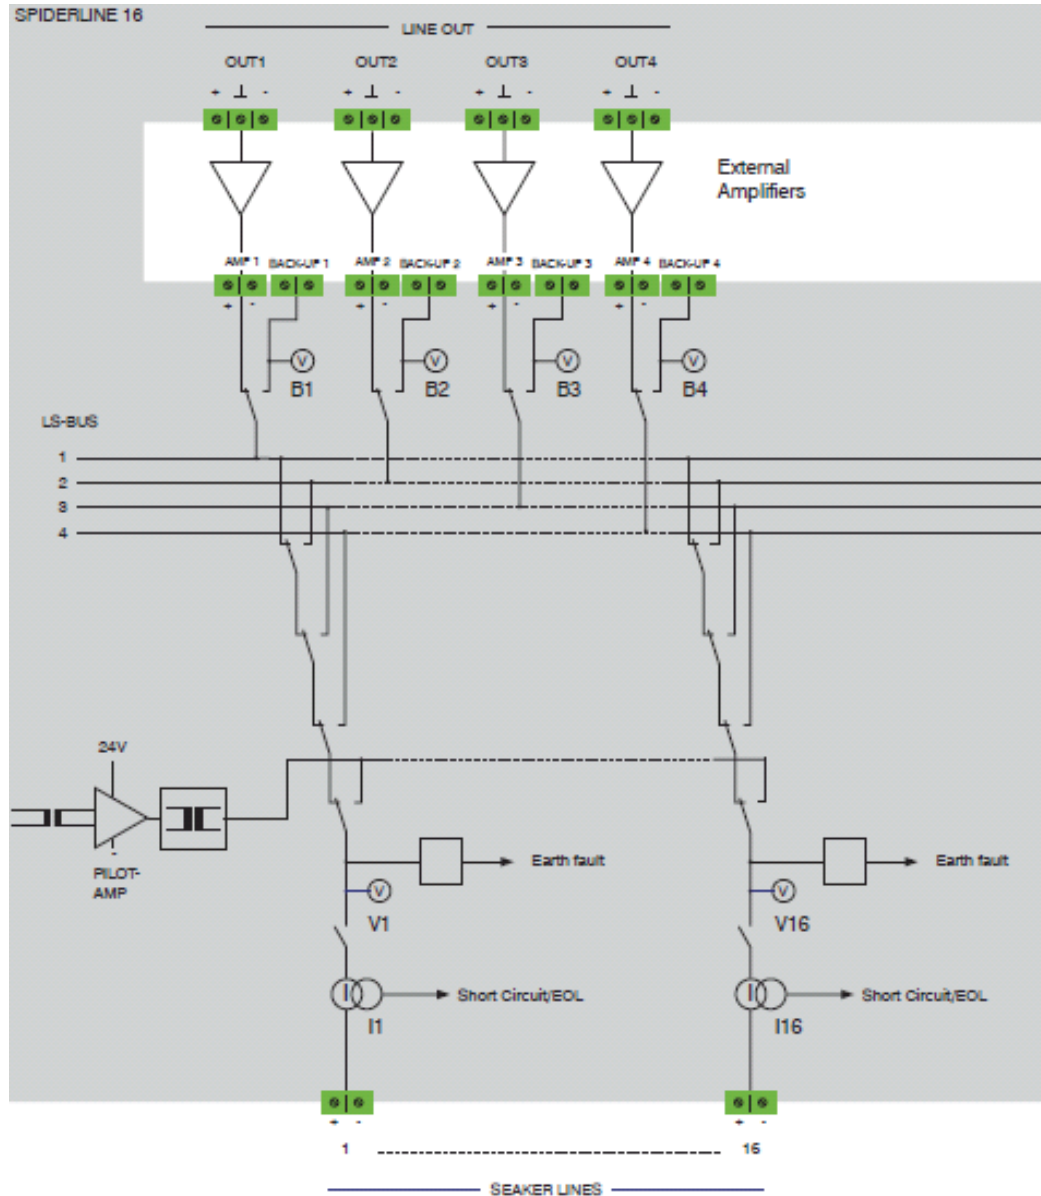 SPIDERLINE 16
LINE OUT
OUT1 OUT2 OUT3 OUT4
+ ⊥ - + ⊥ - + ⊥ - + ⊥ -
External
Amplifiers
AMP 1 BACK-UP 1 AMP 2 BACK-UP 2 AMP 3 BACK-UP 3 AMP 4 BACK-UP 4
+ - + - + - + -
V V V V
B1 B2 B3 B4
LS-BUS
1
2
3
4
24V
-
PILOT-
AMP
Earth fault Earth fault
V V
V1 V16
I Short Circuit/EOL I Short Circuit/EOL
I1 I16
+ - + -
1 16
SEAKER LINES